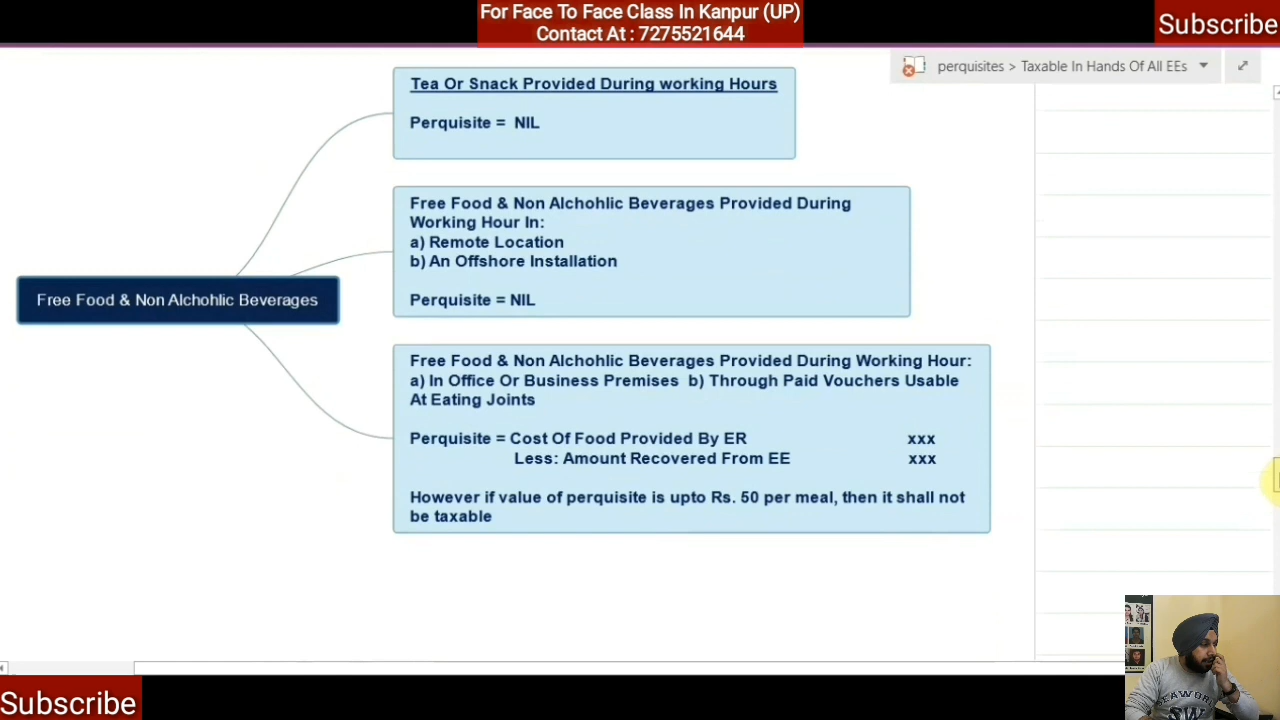 For Face To Face Class In Kanpur (UP)
Contact At : 7275521644
Subscribe
perquisites > Taxable In Hands Of All EEs
Tea Or Snack Provided During working Hours
Perquisite = NIL
Free Food & Non Alchohlic Beverages Provided During
Working Hour In:
a) Remote Location
b) An Offshore Installation
Perquisite = NIL
Free Food & Non Alchohlic Beverages
Free Food & Non Alchohlic Beverages Provided During Working Hour:
a) In Office Or Business Premises b) Through Paid Vouchers Usable
At Eating Joints
Perquisite = Cost Of Food Provided By ER xxx
Less: Amount Recovered From EE xxx
However if value of perquisite is upto Rs. 50 per meal, then it shall not
be taxable
Subscribe